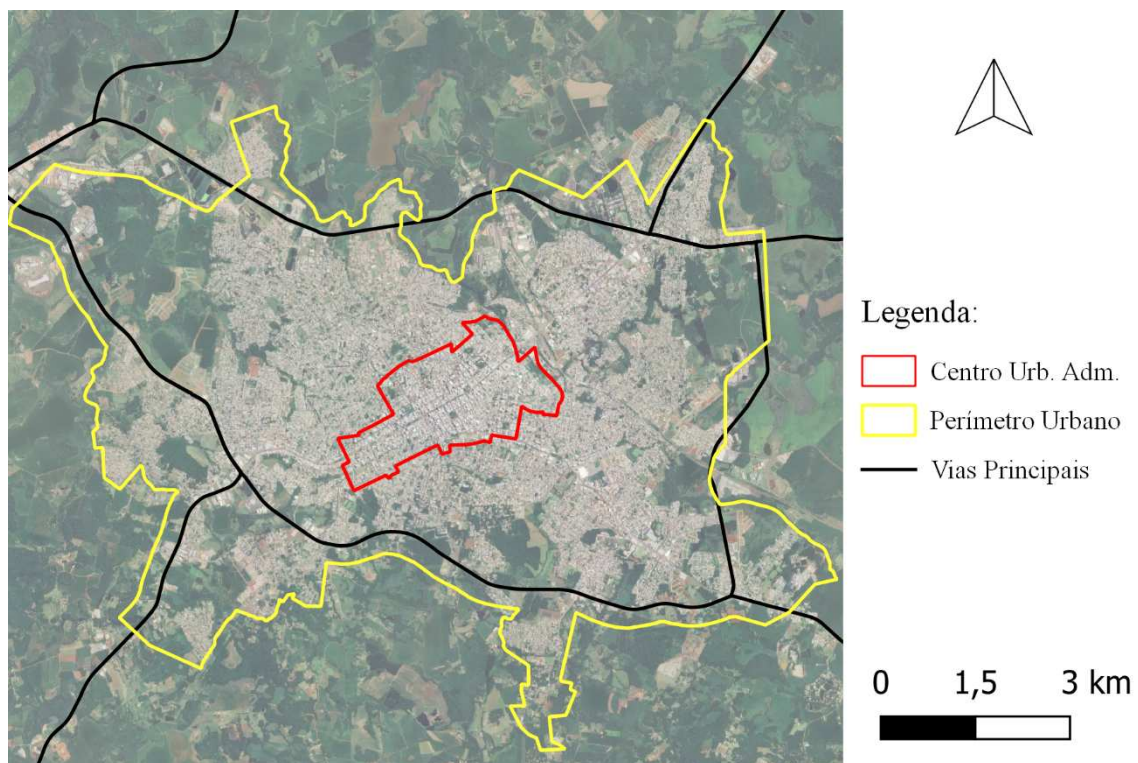 Legenda:
Centro Urb. Adm.
Perímetro Urbano
Vias Principais
0 1,5 3 km